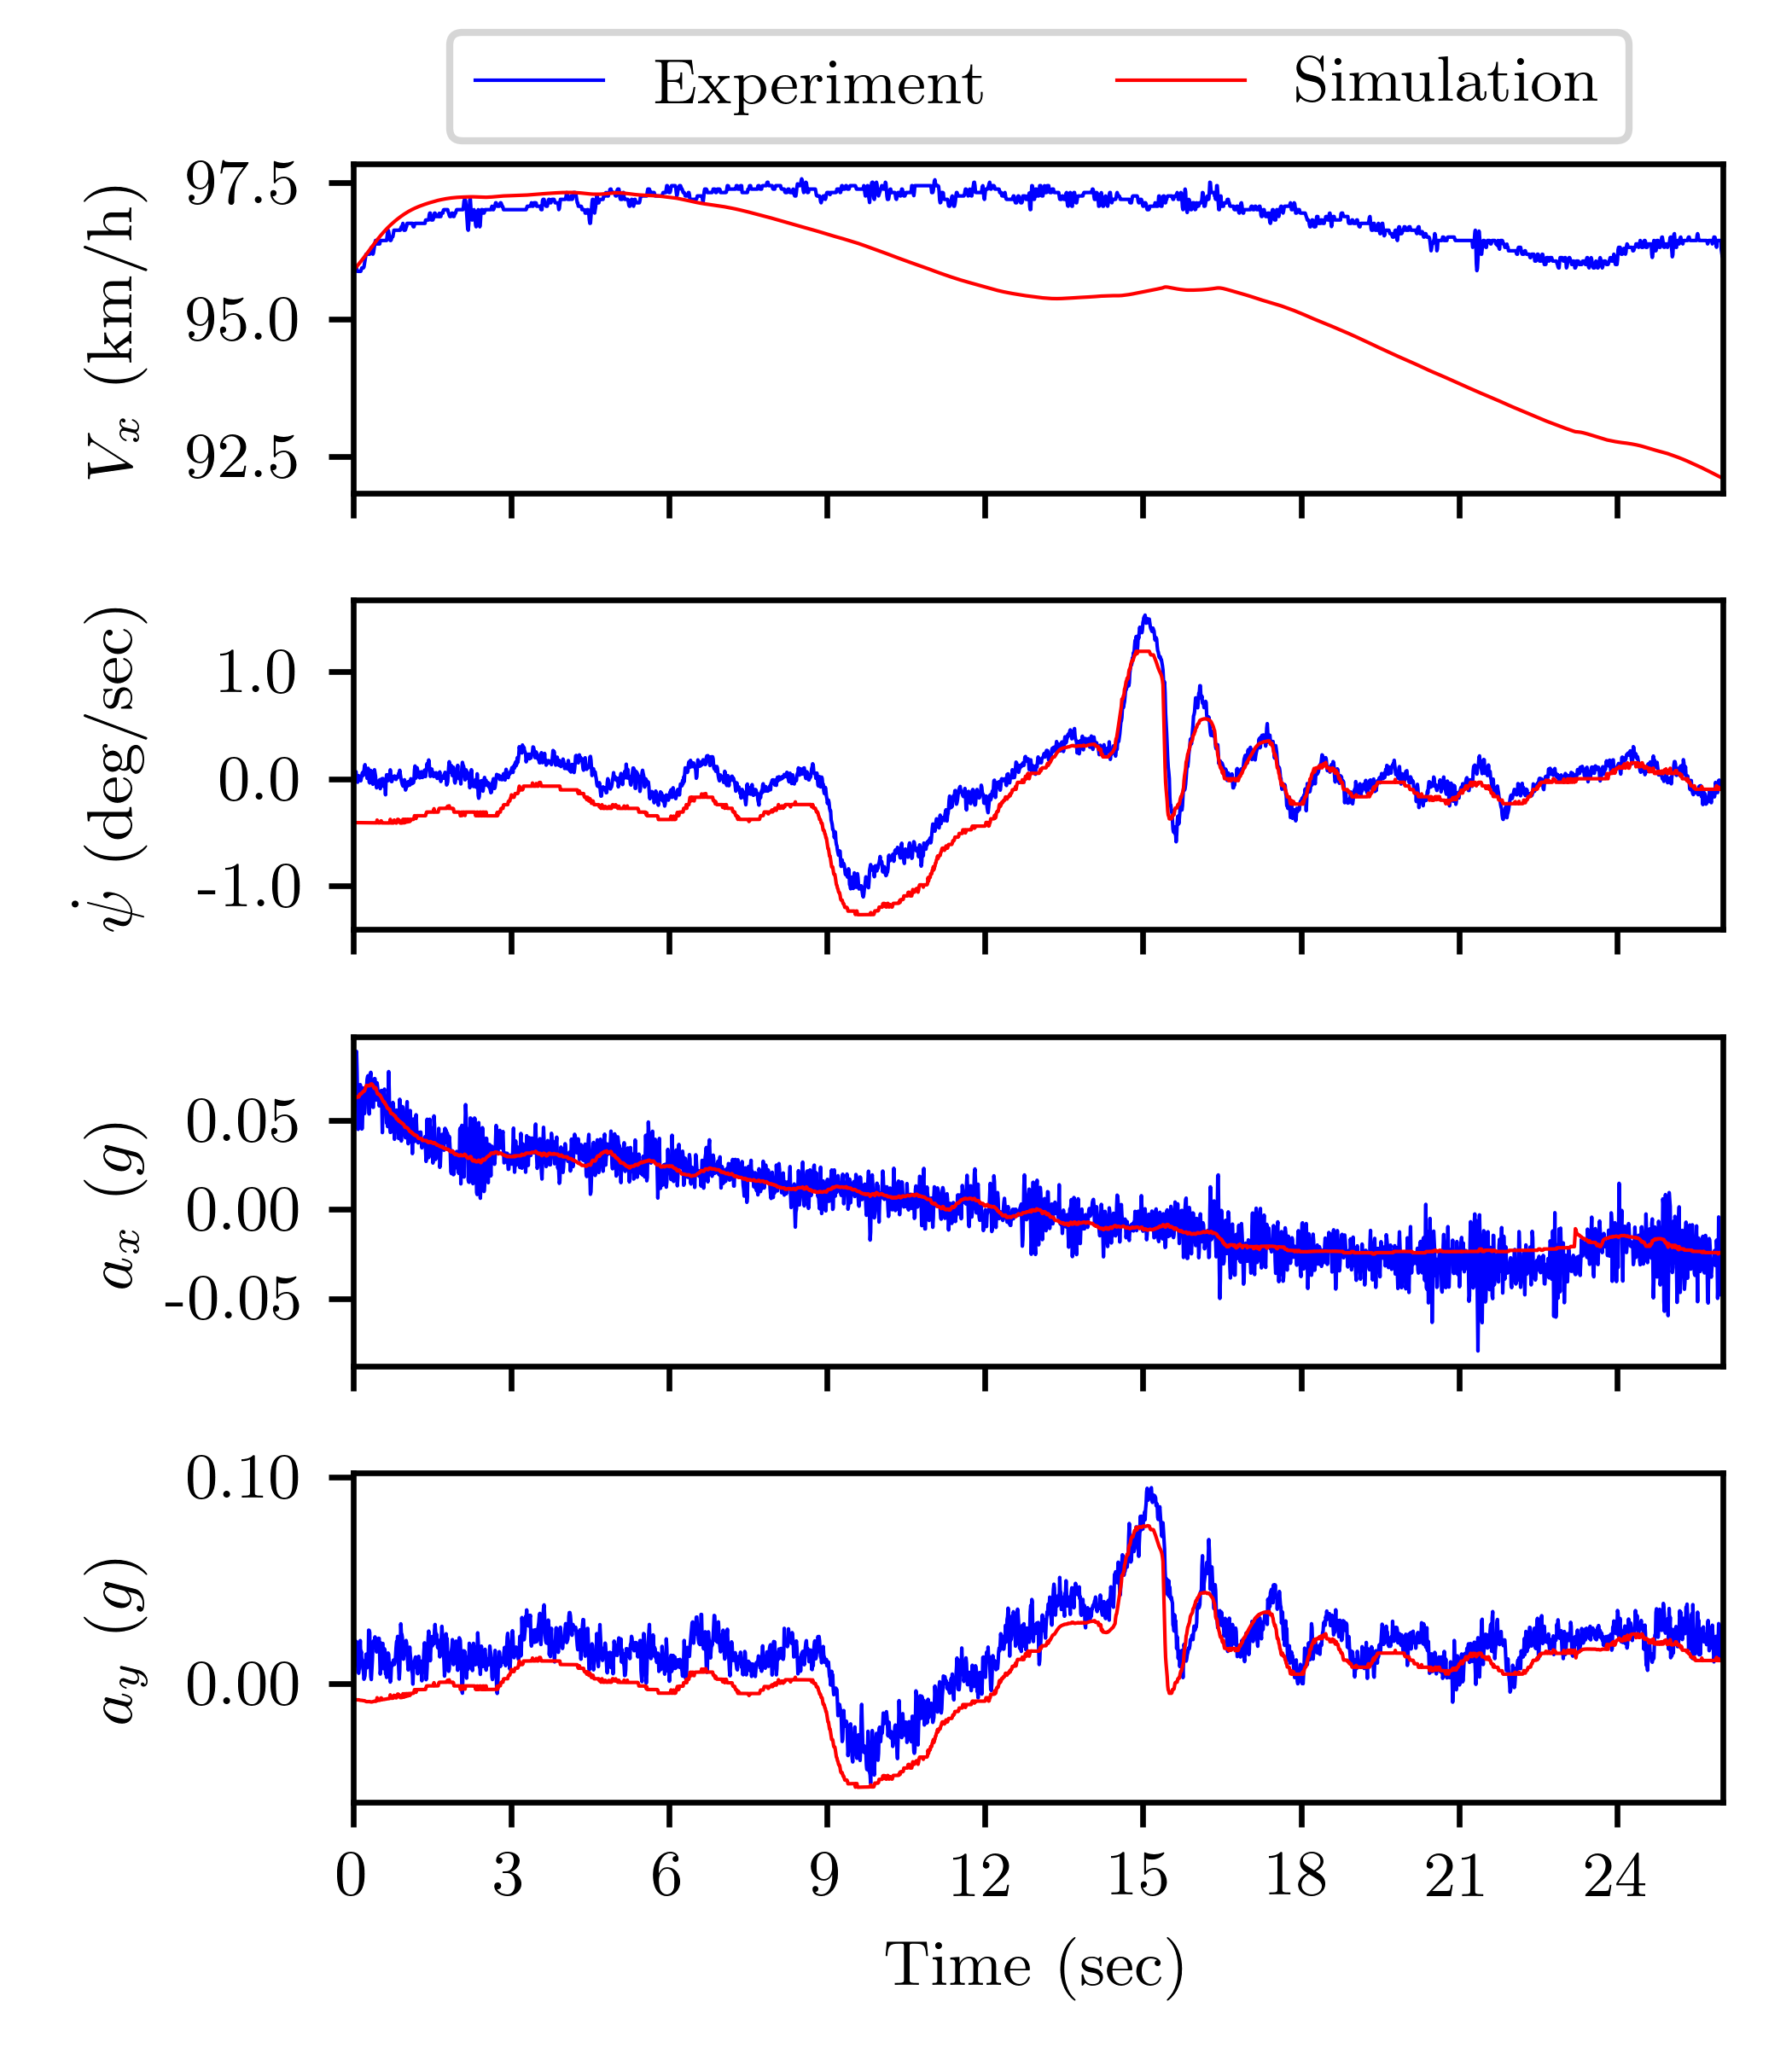 Experiment Simulation
97.5
95.0
92.5
V_x (km/h)
1.0
0.0
-1.0
ψ̇ (deg/sec)
0.05
0.00
-0.05
a_x (g)
0.10
0.00
a_y (g)
0 3 6 9 12 15 18 21 24
Time (sec)